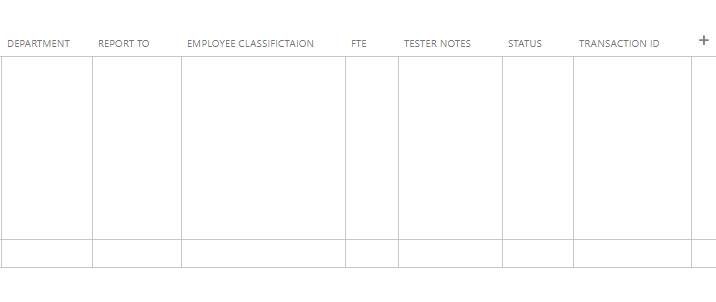 DEPARTMENT REPORT TO EMPLOYEE CLASSIFICTAION FTE TESTER NOTES STATUS TRANSACTION ID +